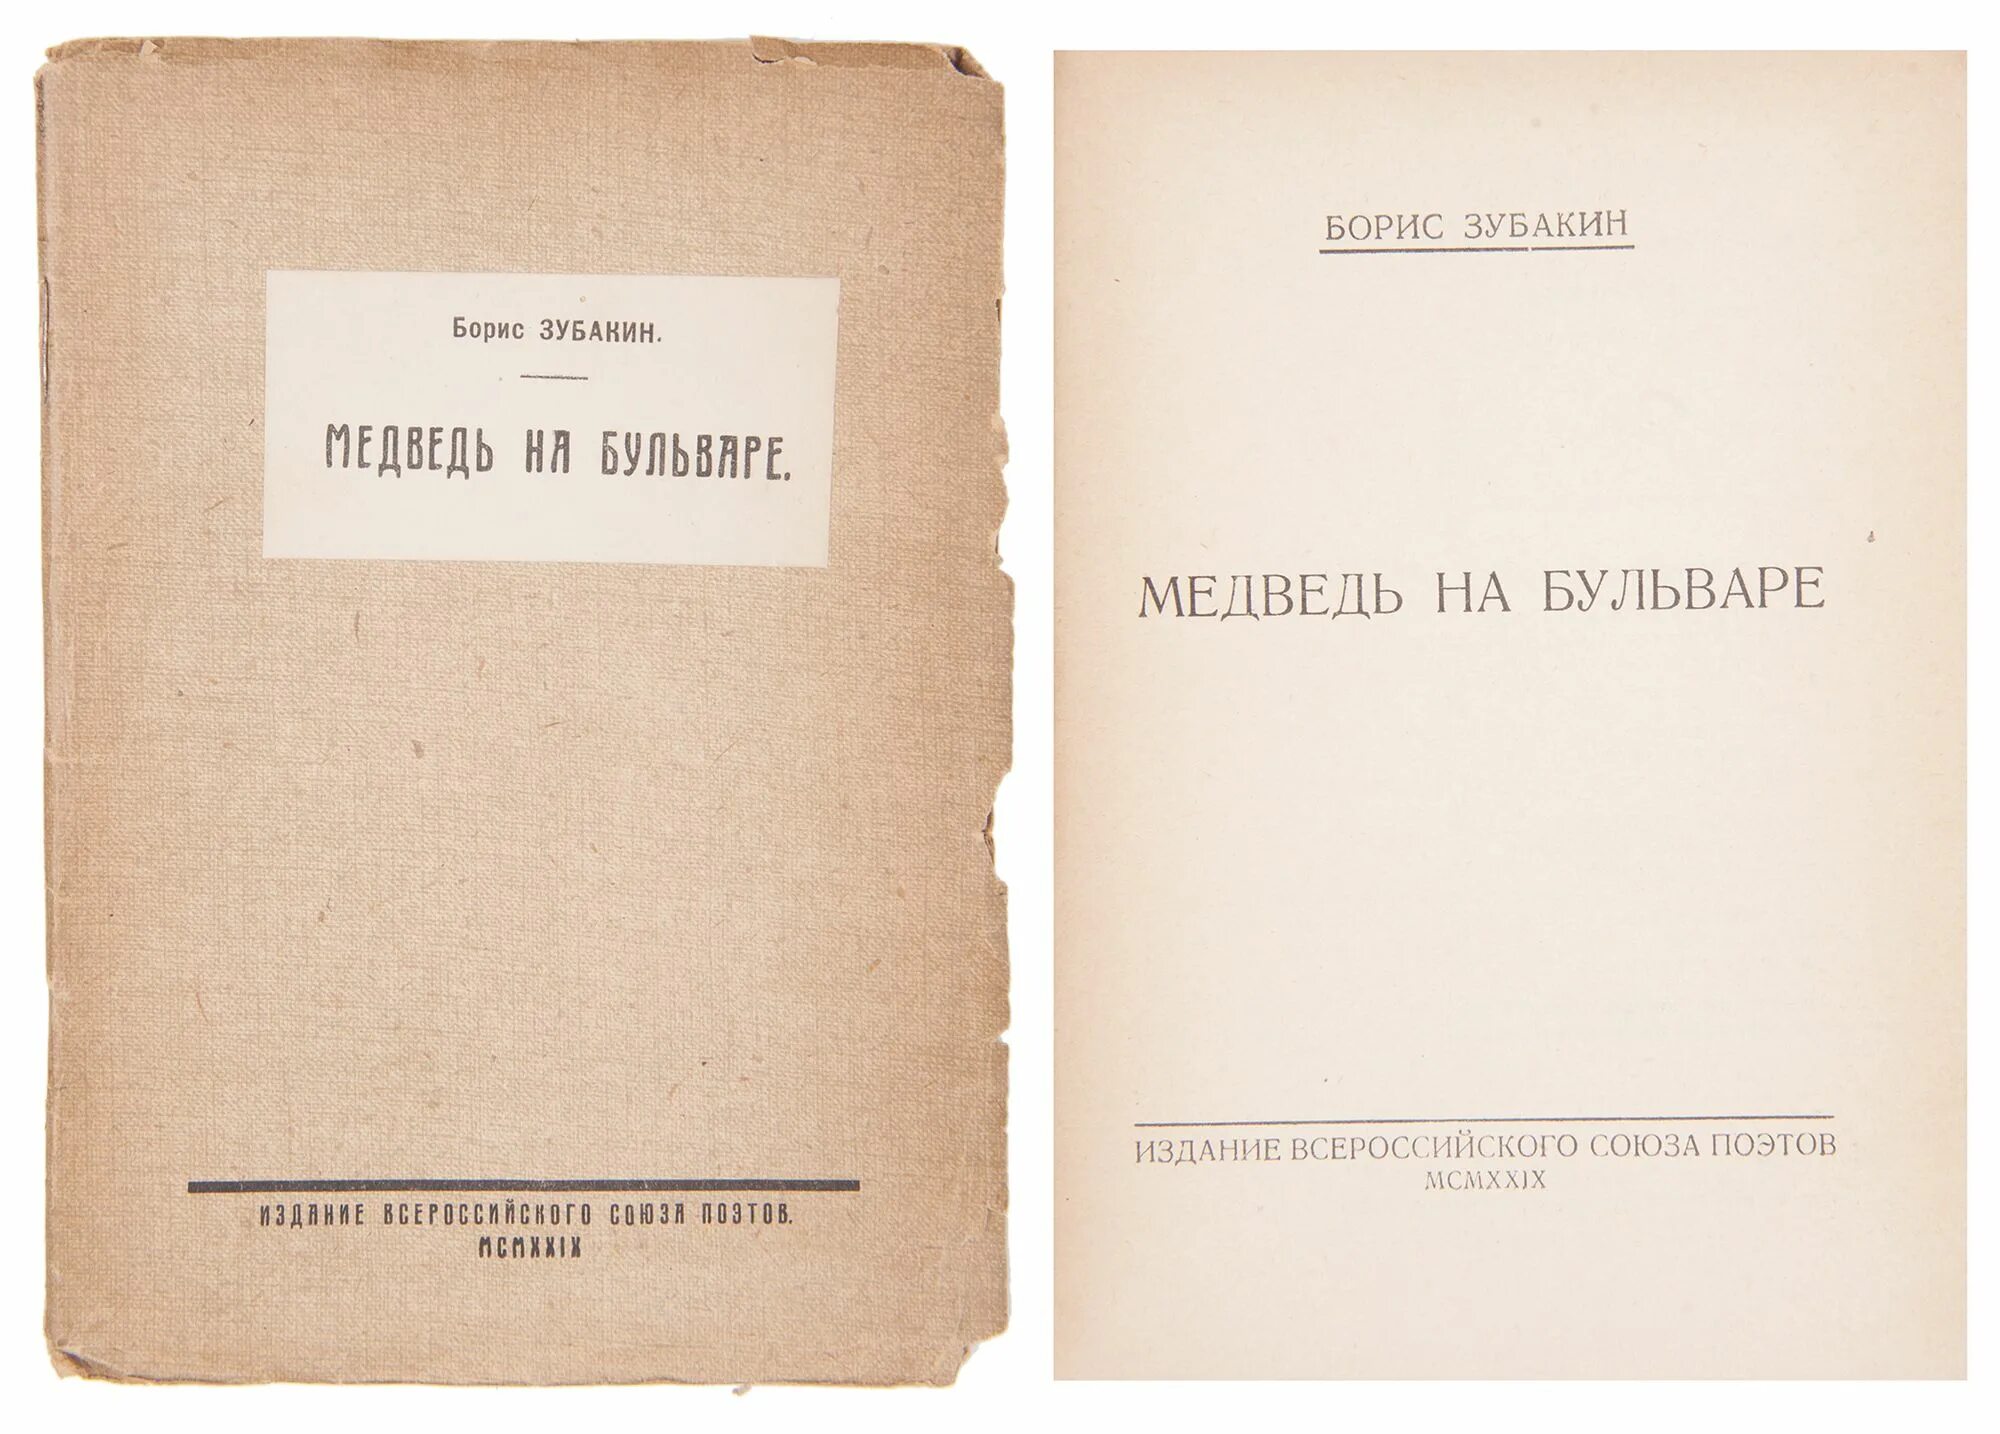 Борис ЗУБАКИН.
МЕДВЕДЬ НА БУЛЬВАРЕ.
ИЗДАНИЕ ВСЕРОССИЙСКОГО СОЮЗА ПОЭТОВ.
MCMXXIX
БОРИС ЗУБАКИН
МЕДВЕДЬ НА БУЛЬВАРЕ
ИЗДАНИЕ ВСЕРОССИЙСКОГО СОЮЗА ПОЭТОВ
MCMXXIX